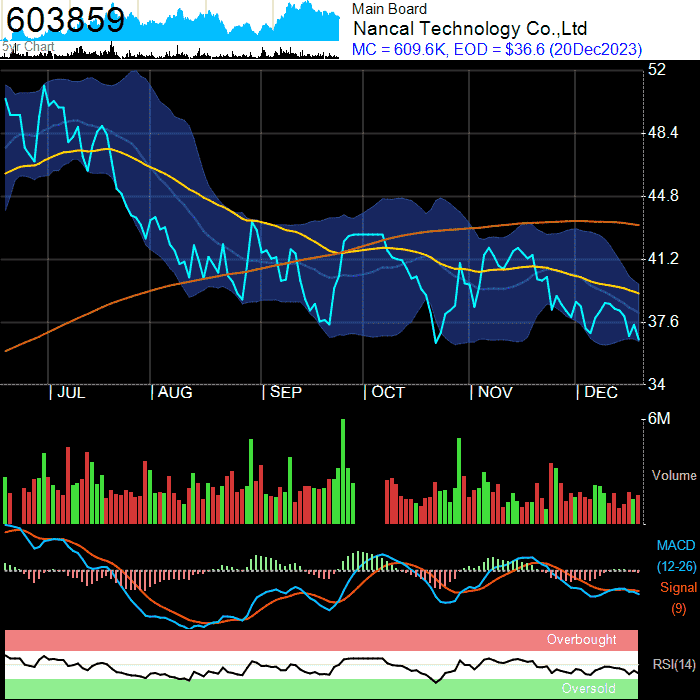 603859
5yr Chart
Main Board
Nancal Technology Co.,Ltd
MC = 609.6K, EOD = $36.6 (20Dec2023)
52
48.4
44.8
41.2
37.6
34
JUL
AUG
SEP
OCT
NOV
DEC
6M
Volume
MACD
(12-26)
Signal
(9)
Overbought
RSI(14)
Oversold